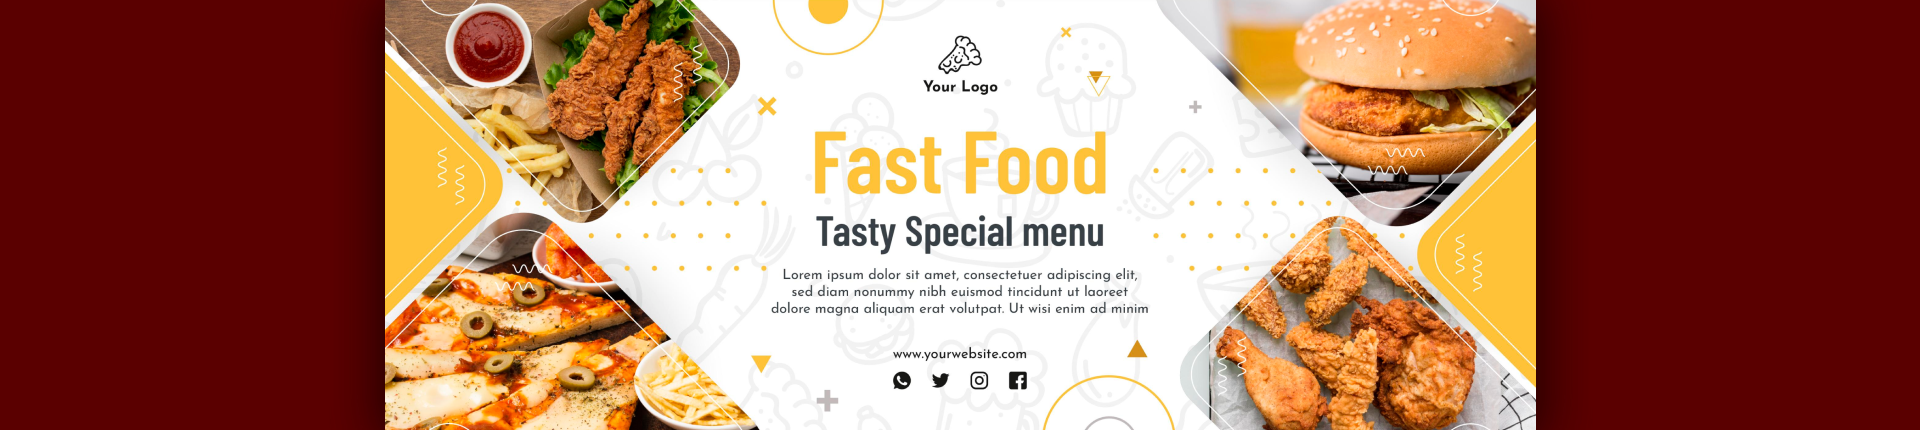 Your Logo
Fast Food
Tasty Special menu
Lorem ipsum dolor sit amet, consectetuer adipiscing elit,
sed diam nonummy nibh euismod tincidunt ut laoreet
dolore magna aliquam erat volutpat. Ut wisi enim ad minim
www.yourwebsite.com